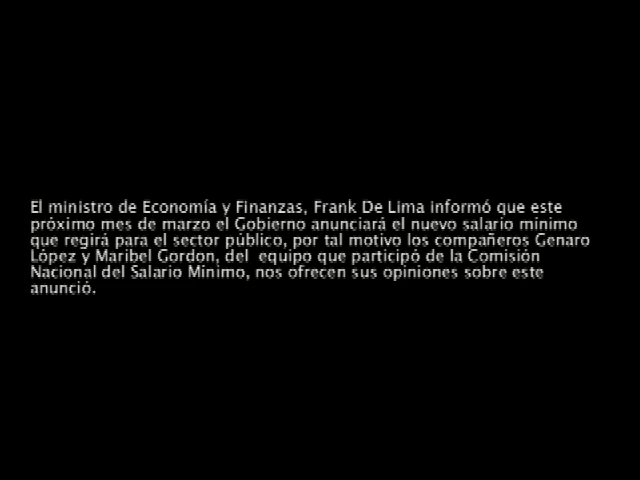 El ministro de Economía y Finanzas, Frank De Lima informó que este
próximo mes de marzo el Gobierno anunciará el nuevo salario mínimo
que regirá para el sector público, por tal motivo los compañeros Genaro
López y Maribel Gordon, del  equipo que participó de la Comisión
Nacional del Salario Mínimo, nos ofrecen sus opiniones sobre este
anunció.